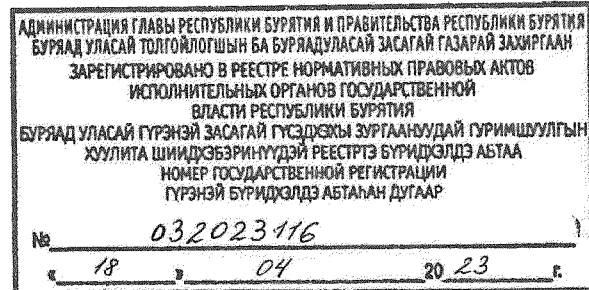 АДМИНИСТРАЦИЯ ГЛАВЫ РЕСПУБЛИКИ БУРЯТИЯ И ПРАВИТЕЛЬСТВА РЕСПУБЛИКИ БУРЯТИЯ
БУРЯАД УЛАСАЙ ТОЛГОЙЛОГШЫН БА БУРЯАДУЛАСАЙ ЗАСАГАЙ ГАЗАРАЙ ЗАХИРГААН
ЗАРЕГИСТРИРОВАНО В РЕЕСТРЕ НОРМАТИВНЫХ ПРАВОВЫХ АКТОВ
ИСПОЛНИТЕЛЬНЫХ ОРГАНОВ ГОСУДАРСТВЕННОЙ
ВЛАСТИ РЕСПУБЛИКИ БУРЯТИЯ
БУРЯАД УЛАСАЙ ГҮРЭНЭЙ ЗАСАГАЙ ГҮСЭДХЭХЫ ЗУРГААНУУДАЙ ГУРИМШУУЛГЫН
ХУУЛИТА ШИИДХЭБЭРИНҮҮДЭЙ РЕЕСТРТЭ БҮРИДХЭЛДЭ АБТАА
НОМЕР ГОСУДАРСТВЕННОЙ РЕГИСТРАЦИИ
ГҮРЭНЭЙ БҮРИДХЭЛДЭ АБТАҺАН ДУГААР
№ 032023116
« 18 » 04 20 23 г.